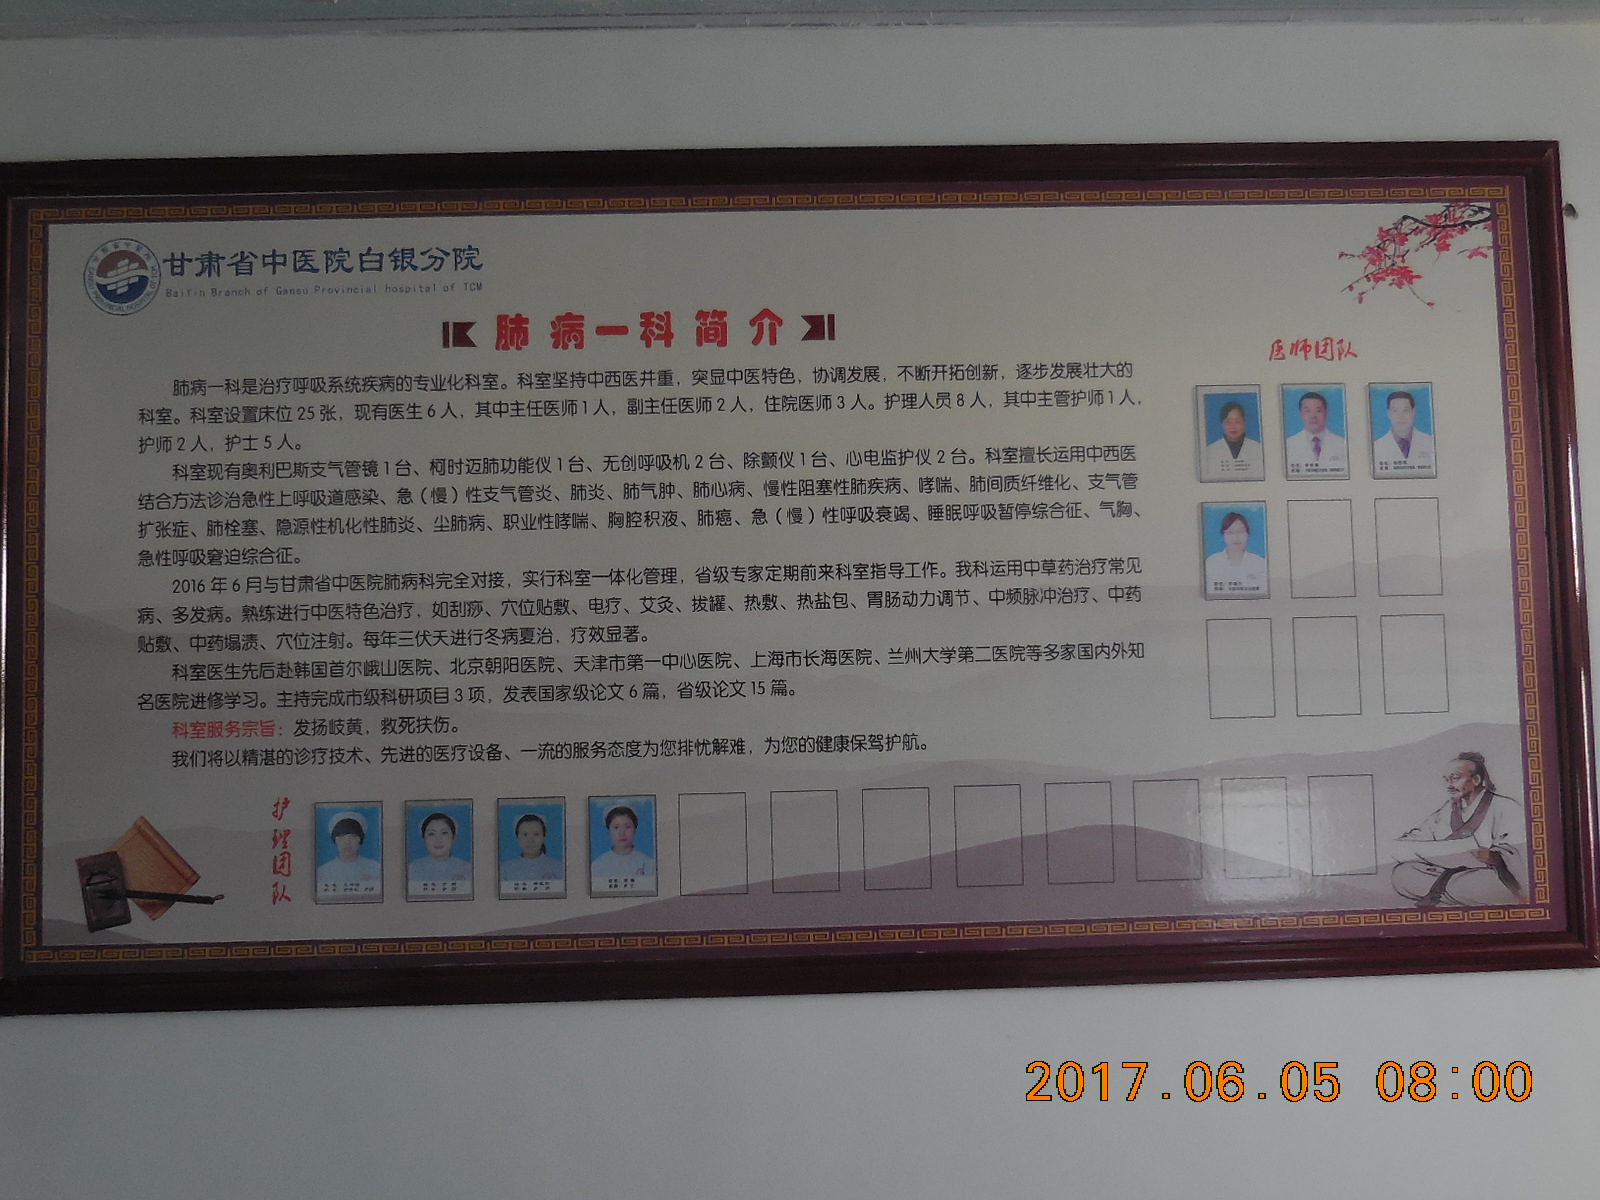 甘肃省中医院白银分院
BaiYin Branch of Gansu Provincial hospital of TCM
肺病一科简介
肺病一科是治疗呼吸系统疾病的专业化科室。科室坚持中西医并重，突显中医特色，协调发展，不断开拓创新，逐步发展壮大的
科室。科室设置床位25张，现有医生6人，其中主任医师1人，副主任医师2人，住院医师3人。护理人员8人，其中主管护师1人，
护师2人，护士5人。
科室现有奥利巴斯支气管镜1台、柯时迈肺功能仪1台、无创呼吸机2台、除颤仪1台、心电监护仪2台。科室擅长运用中西医
结合方法诊治急性上呼吸道感染、急（慢）性支气管炎、肺炎、肺气肿、肺心病、慢性阻塞性肺疾病、哮喘、肺间质纤维化、支气管
扩张症、肺栓塞、隐源性机化性肺炎、尘肺病、职业性哮喘、胸腔积液、肺癌、急（慢）性呼吸衰竭、睡眠呼吸暂停综合征、气胸、
急性呼吸窘迫综合征。
2016年6月与甘肃省中医院肺病科完全对接，实行科室一体化管理，省级专家定期前来科室指导工作。我科运用中草药治疗常见
病、多发病。熟练进行中医特色治疗，如刮痧、穴位贴敷、电疗、艾灸、拔罐、热敷、热盐包、胃肠动力调节、中频脉冲治疗、中药
贴敷、中药塌渍、穴位注射。每年三伏天进行冬病夏治，疗效显著。
科室医生先后赴韩国首尔峨山医院、北京朝阳医院、天津市第一中心医院、上海市长海医院、兰州大学第二医院等多家国内外知
名医院进修学习。主持完成市级科研项目3项，发表国家级论文6篇，省级论文15篇。
科室服务宗旨：发扬岐黄，救死扶伤。
我们将以精湛的诊疗技术、先进的医疗设备、一流的服务态度为您排忧解难，为您的健康保驾护航。
医师团队
护理团队
2017.06.05 08:00